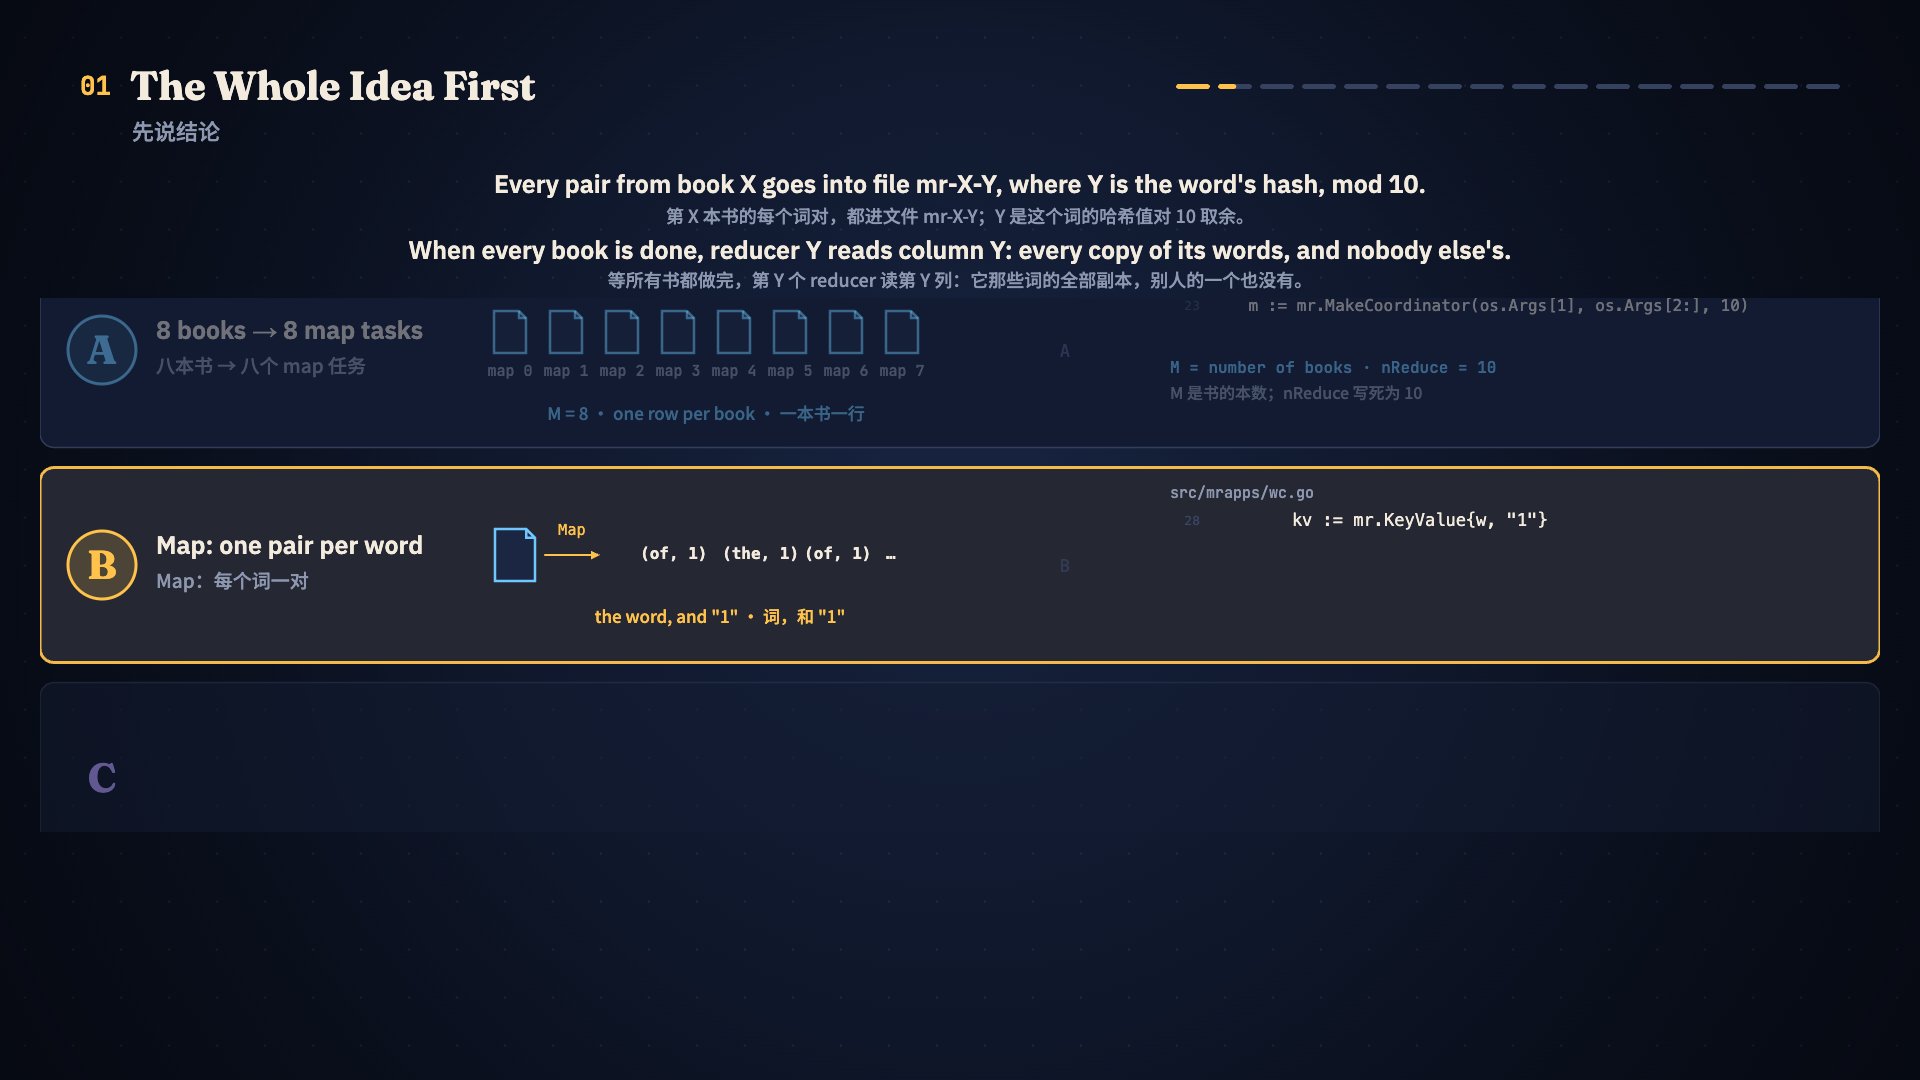 01 The Whole Idea First
先说结论
Every pair from book X goes into file mr-X-Y, where Y is the word's hash, mod 10.
第 X 本书的每个词对，都进文件 mr-X-Y；Y 是这个词的哈希值对 10 取余。
When every book is done, reducer Y reads column Y: every copy of its words, and nobody else's.
等所有书都做完，第 Y 个 reducer 读第 Y 列：它那些词的全部副本，别人的一个也没有。
A
8 books → 8 map tasks
八本书 → 八个 map 任务
map 0 map 1 map 2 map 3 map 4 map 5 map 6 map 7
M = 8 · one row per book · 一本书一行
A
23 m := mr.MakeCoordinator(os.Args[1], os.Args[2:], 10)
M = number of books · nReduce = 10
M 是书的本数；nReduce 写死为 10
B
Map: one pair per word
Map：每个词一对
Map
(of, 1) (the, 1) (of, 1) …
the word, and "1" · 词，和 "1"
B
src/mrapps/wc.go
28 kv := mr.KeyValue{w, "1"}
C